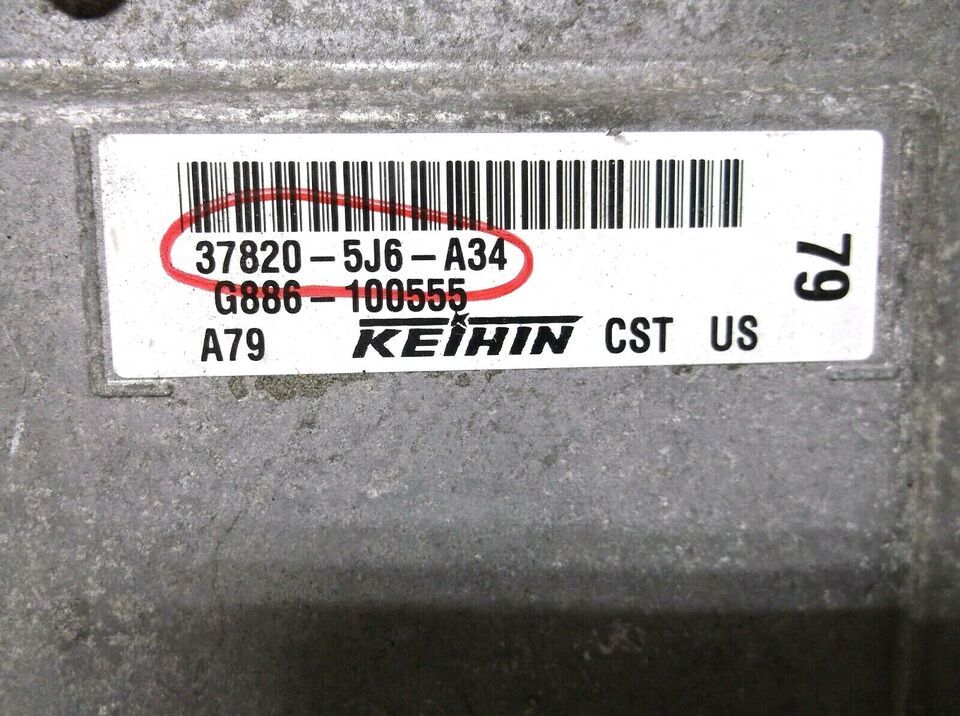 37820-5J6-A34
G886-100555
A79 KEIHIN CST US
79